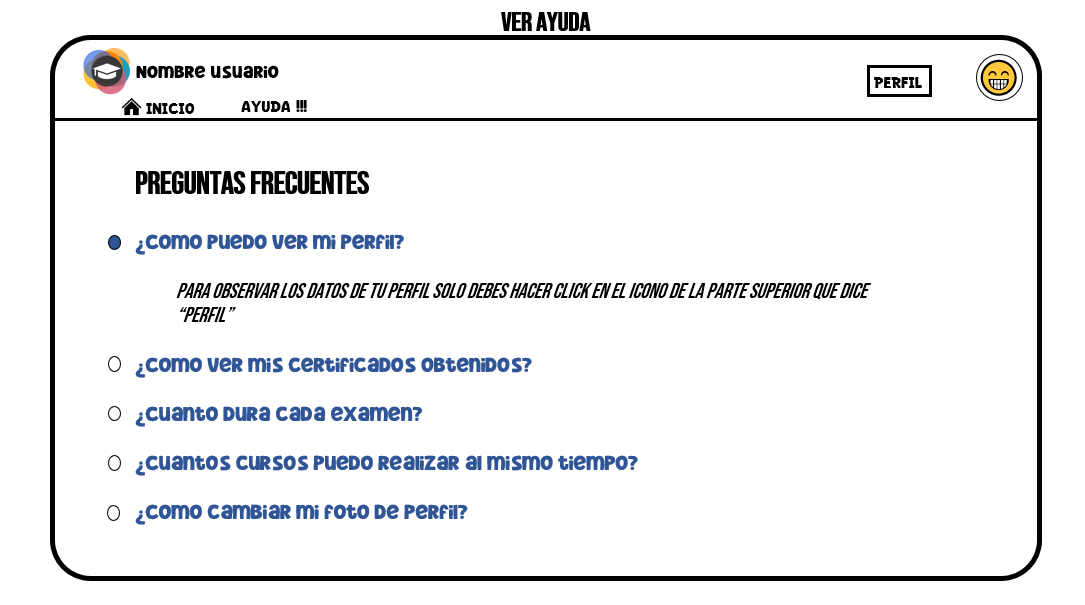 VER AYUDA
Nombre usuario
PERFIL
INICIO
AYUDA !!!
PREGUNTAS FRECUENTES
¿Como puedo ver mi perfil?
PARA OBSERVAR LOS DATOS DE TU PERFIL SOLO DEBES HACER CLICK EN EL ICONO DE LA PARTE SUPERIOR QUE DICE
“PERFIL”
¿Como ver mis certificados obtenidos?
¿Cuanto dura cada examen?
¿Cuantos cursos puedo realizar al mismo tiempo?
¿Como cambiar mi foto de perfil?